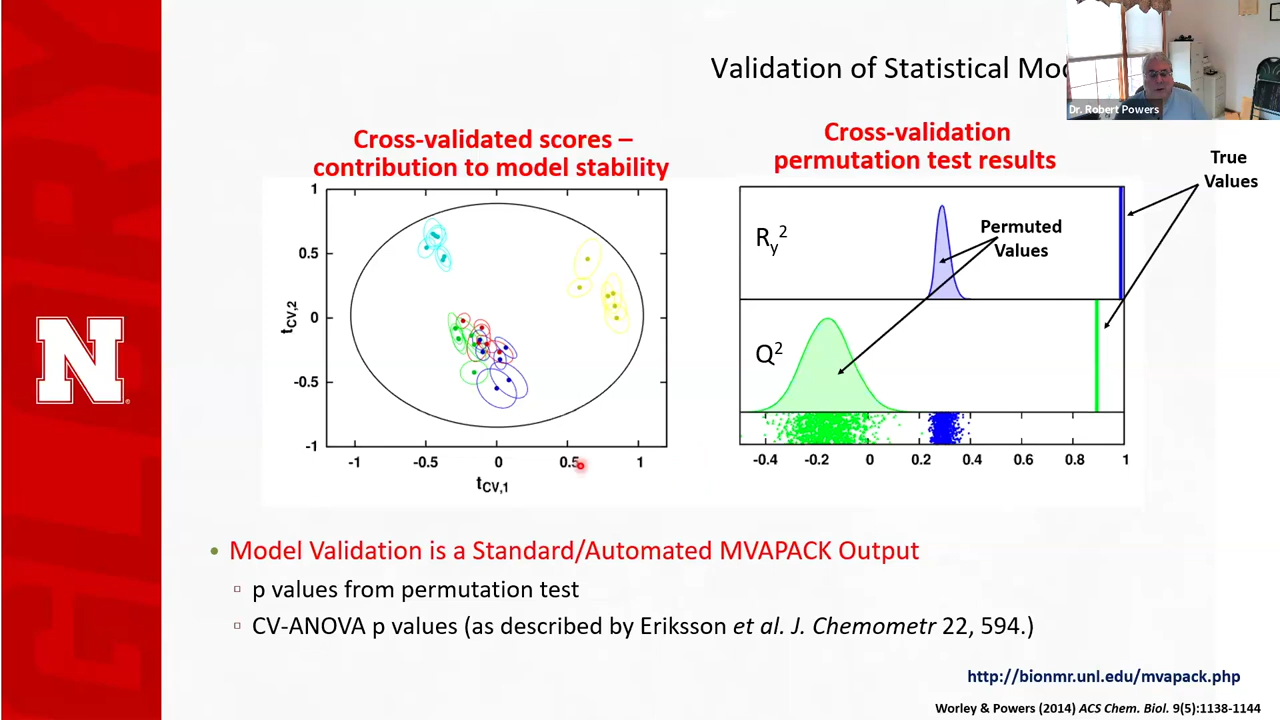 Validation of Statistical
Dr. Robert Powers
Cross-validated scores –
contribution to model stability
1
0.5
0
-0.5
-1
-1
-0.5
0
0.5
1
tCV,2
tCV,1
Cross-validation
permutation test results
True
Values
Permuted
Values
Ry2
Q2
-0.4
-0.2
0
0.2
0.4
0.6
0.8
1
N
GLORY
• Model Validation is a Standard/Automated MVAPACK Output
p values from permutation test
CV-ANOVA p values (as described by Eriksson et al. J. Chemometr 22, 594.)
http://bionmr.unl.edu/mvapack.php
Worley & Powers (2014) ACS Chem. Biol. 9(5):1138-1144